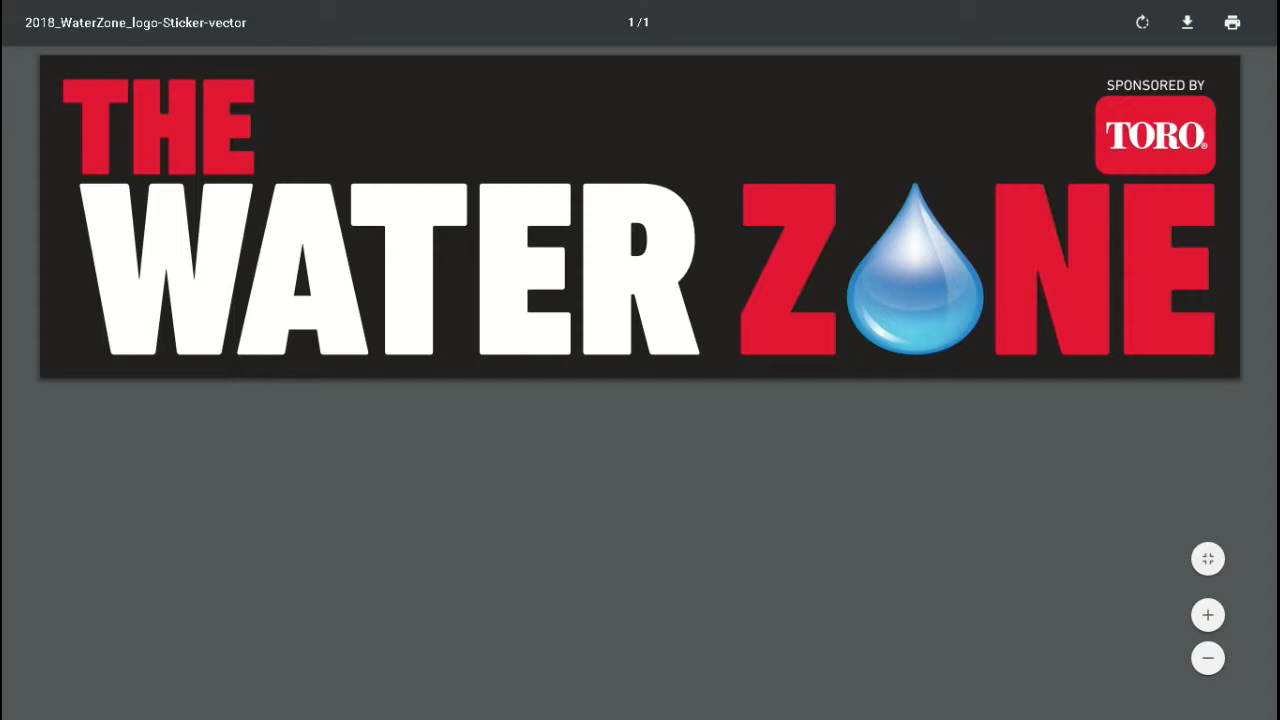 2018_WaterZone_logo-Sticker-vector
1/1
THE
SPONSORED BY
TORO®
WATER ZONE